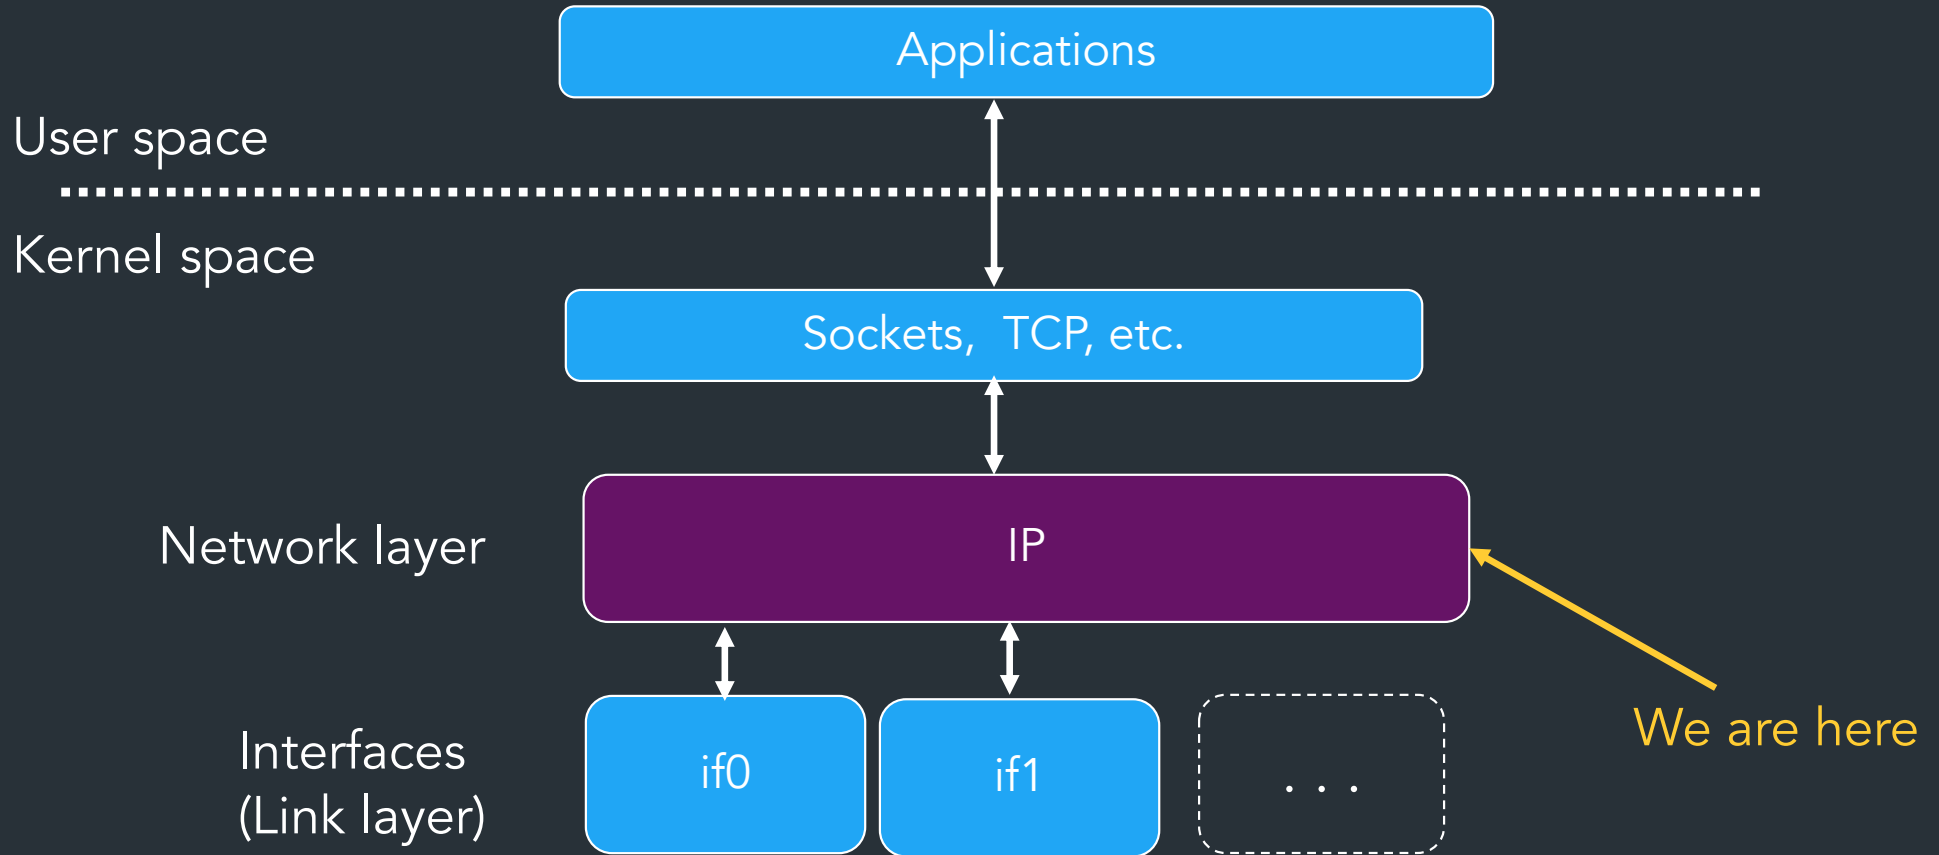 Applications
User space
Kernel space
Sockets, TCP, etc.
Network layer
IP
We are here
Interfaces
(Link layer)
if0
if1
. . .